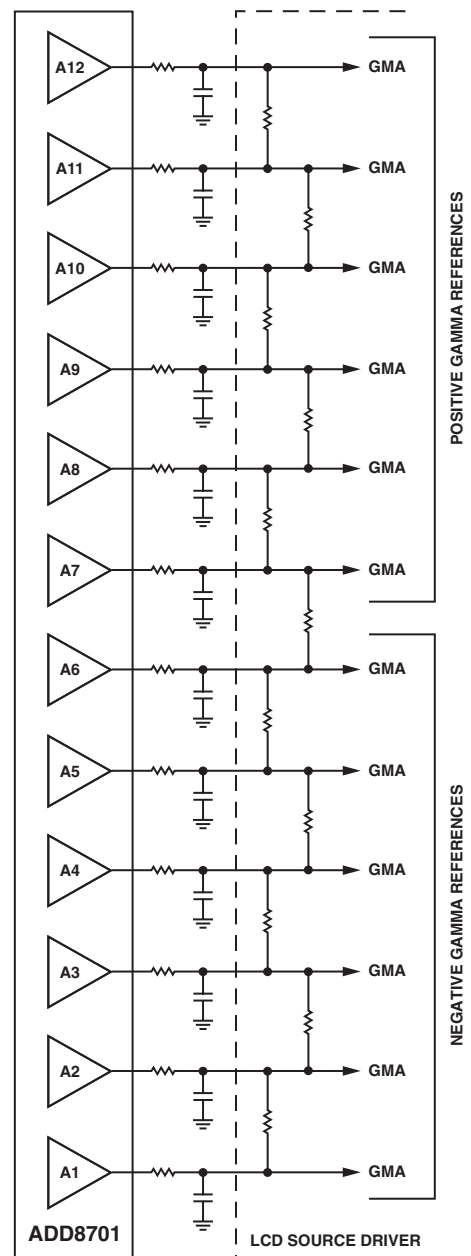 A12
GMA
A11
GMA
A10
GMA
A9
GMA
A8
GMA
A7
GMA
POSITIVE GAMMA REFERENCES
A6
GMA
A5
GMA
A4
GMA
A3
GMA
A2
GMA
A1
GMA
NEGATIVE GAMMA REFERENCES
ADD8701
LCD SOURCE DRIVER